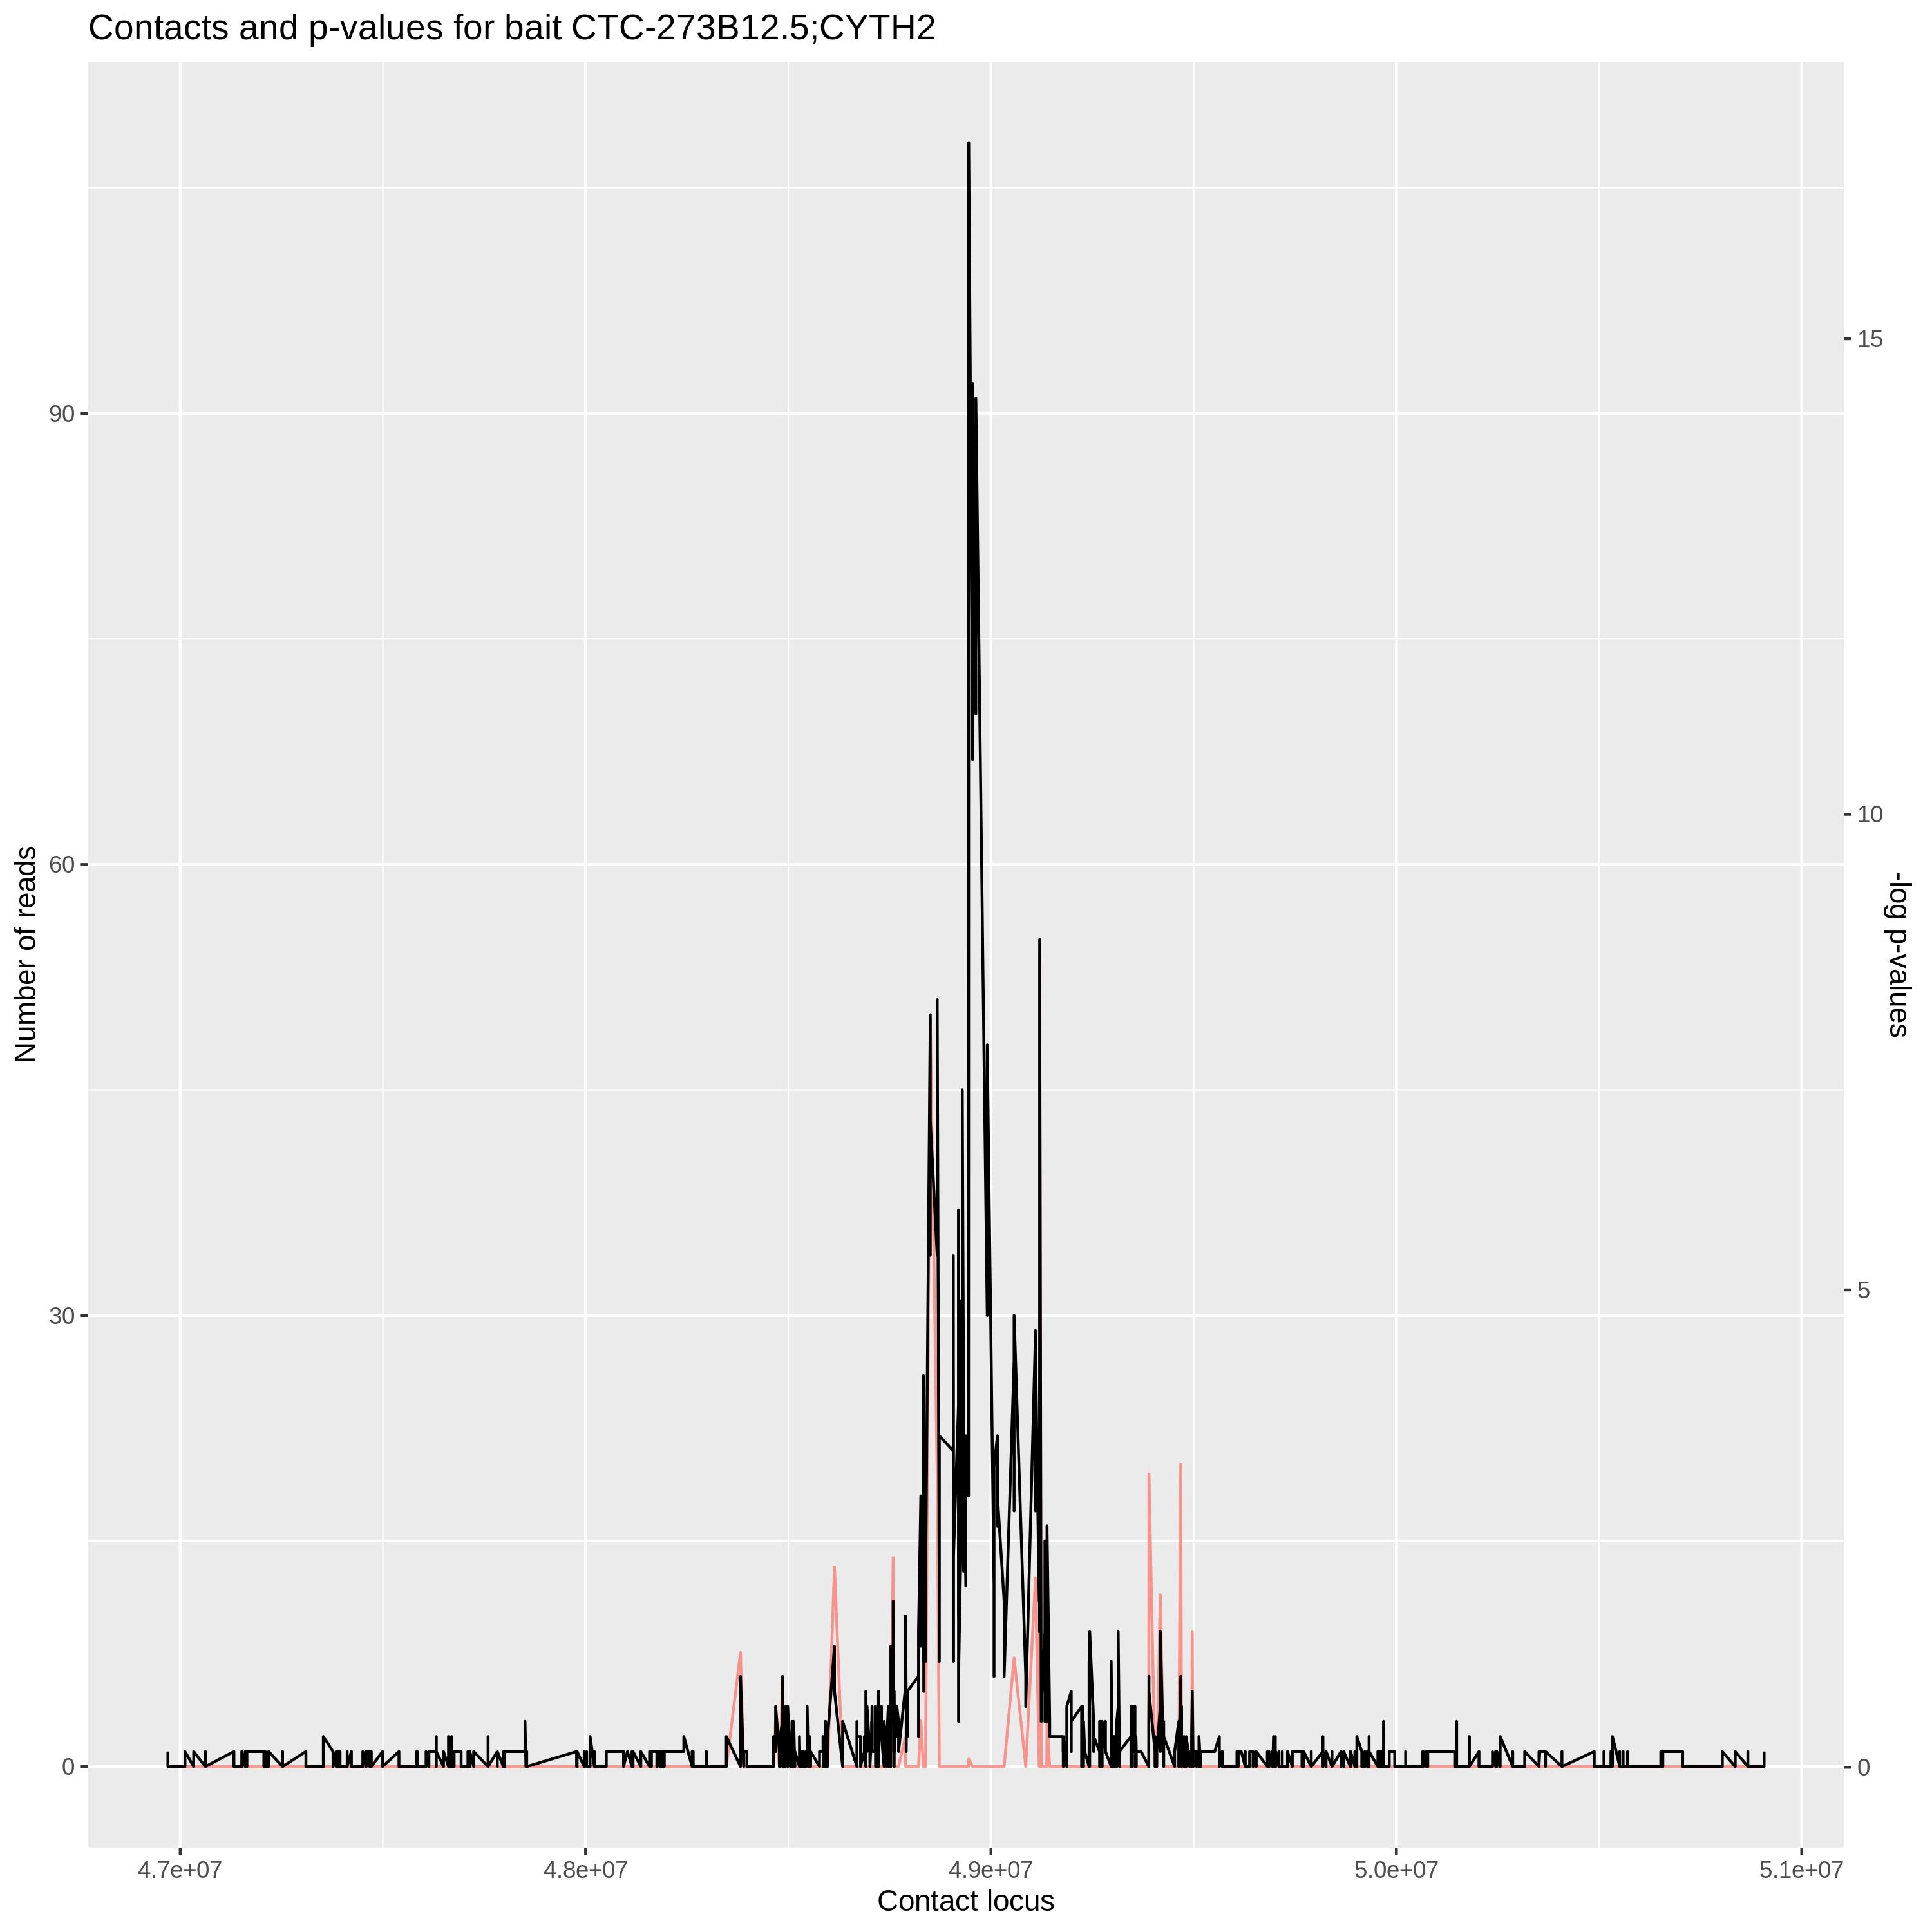 Contacts and p-values for bait CTC-273B12.5;CYTH2
90
60
30
0
Number of reads
15
10
5
0
-log p-values
4.7e+07 4.8e+07 4.9e+07 5.0e+07 5.1e+07
Contact locus